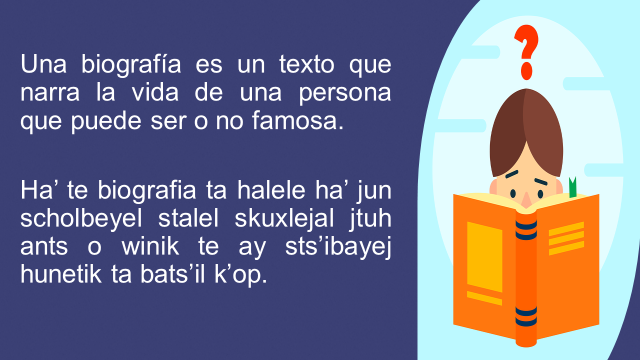 Una biografía es un texto que
narra la vida de una persona
que puede ser o no famosa.
Ha’ te biografia ta halele ha’ jun
scholbeyel stalel skuxlejal jtuh
ants o winik te ay sts’ibayej
hunetik ta bats’il k’op.
?